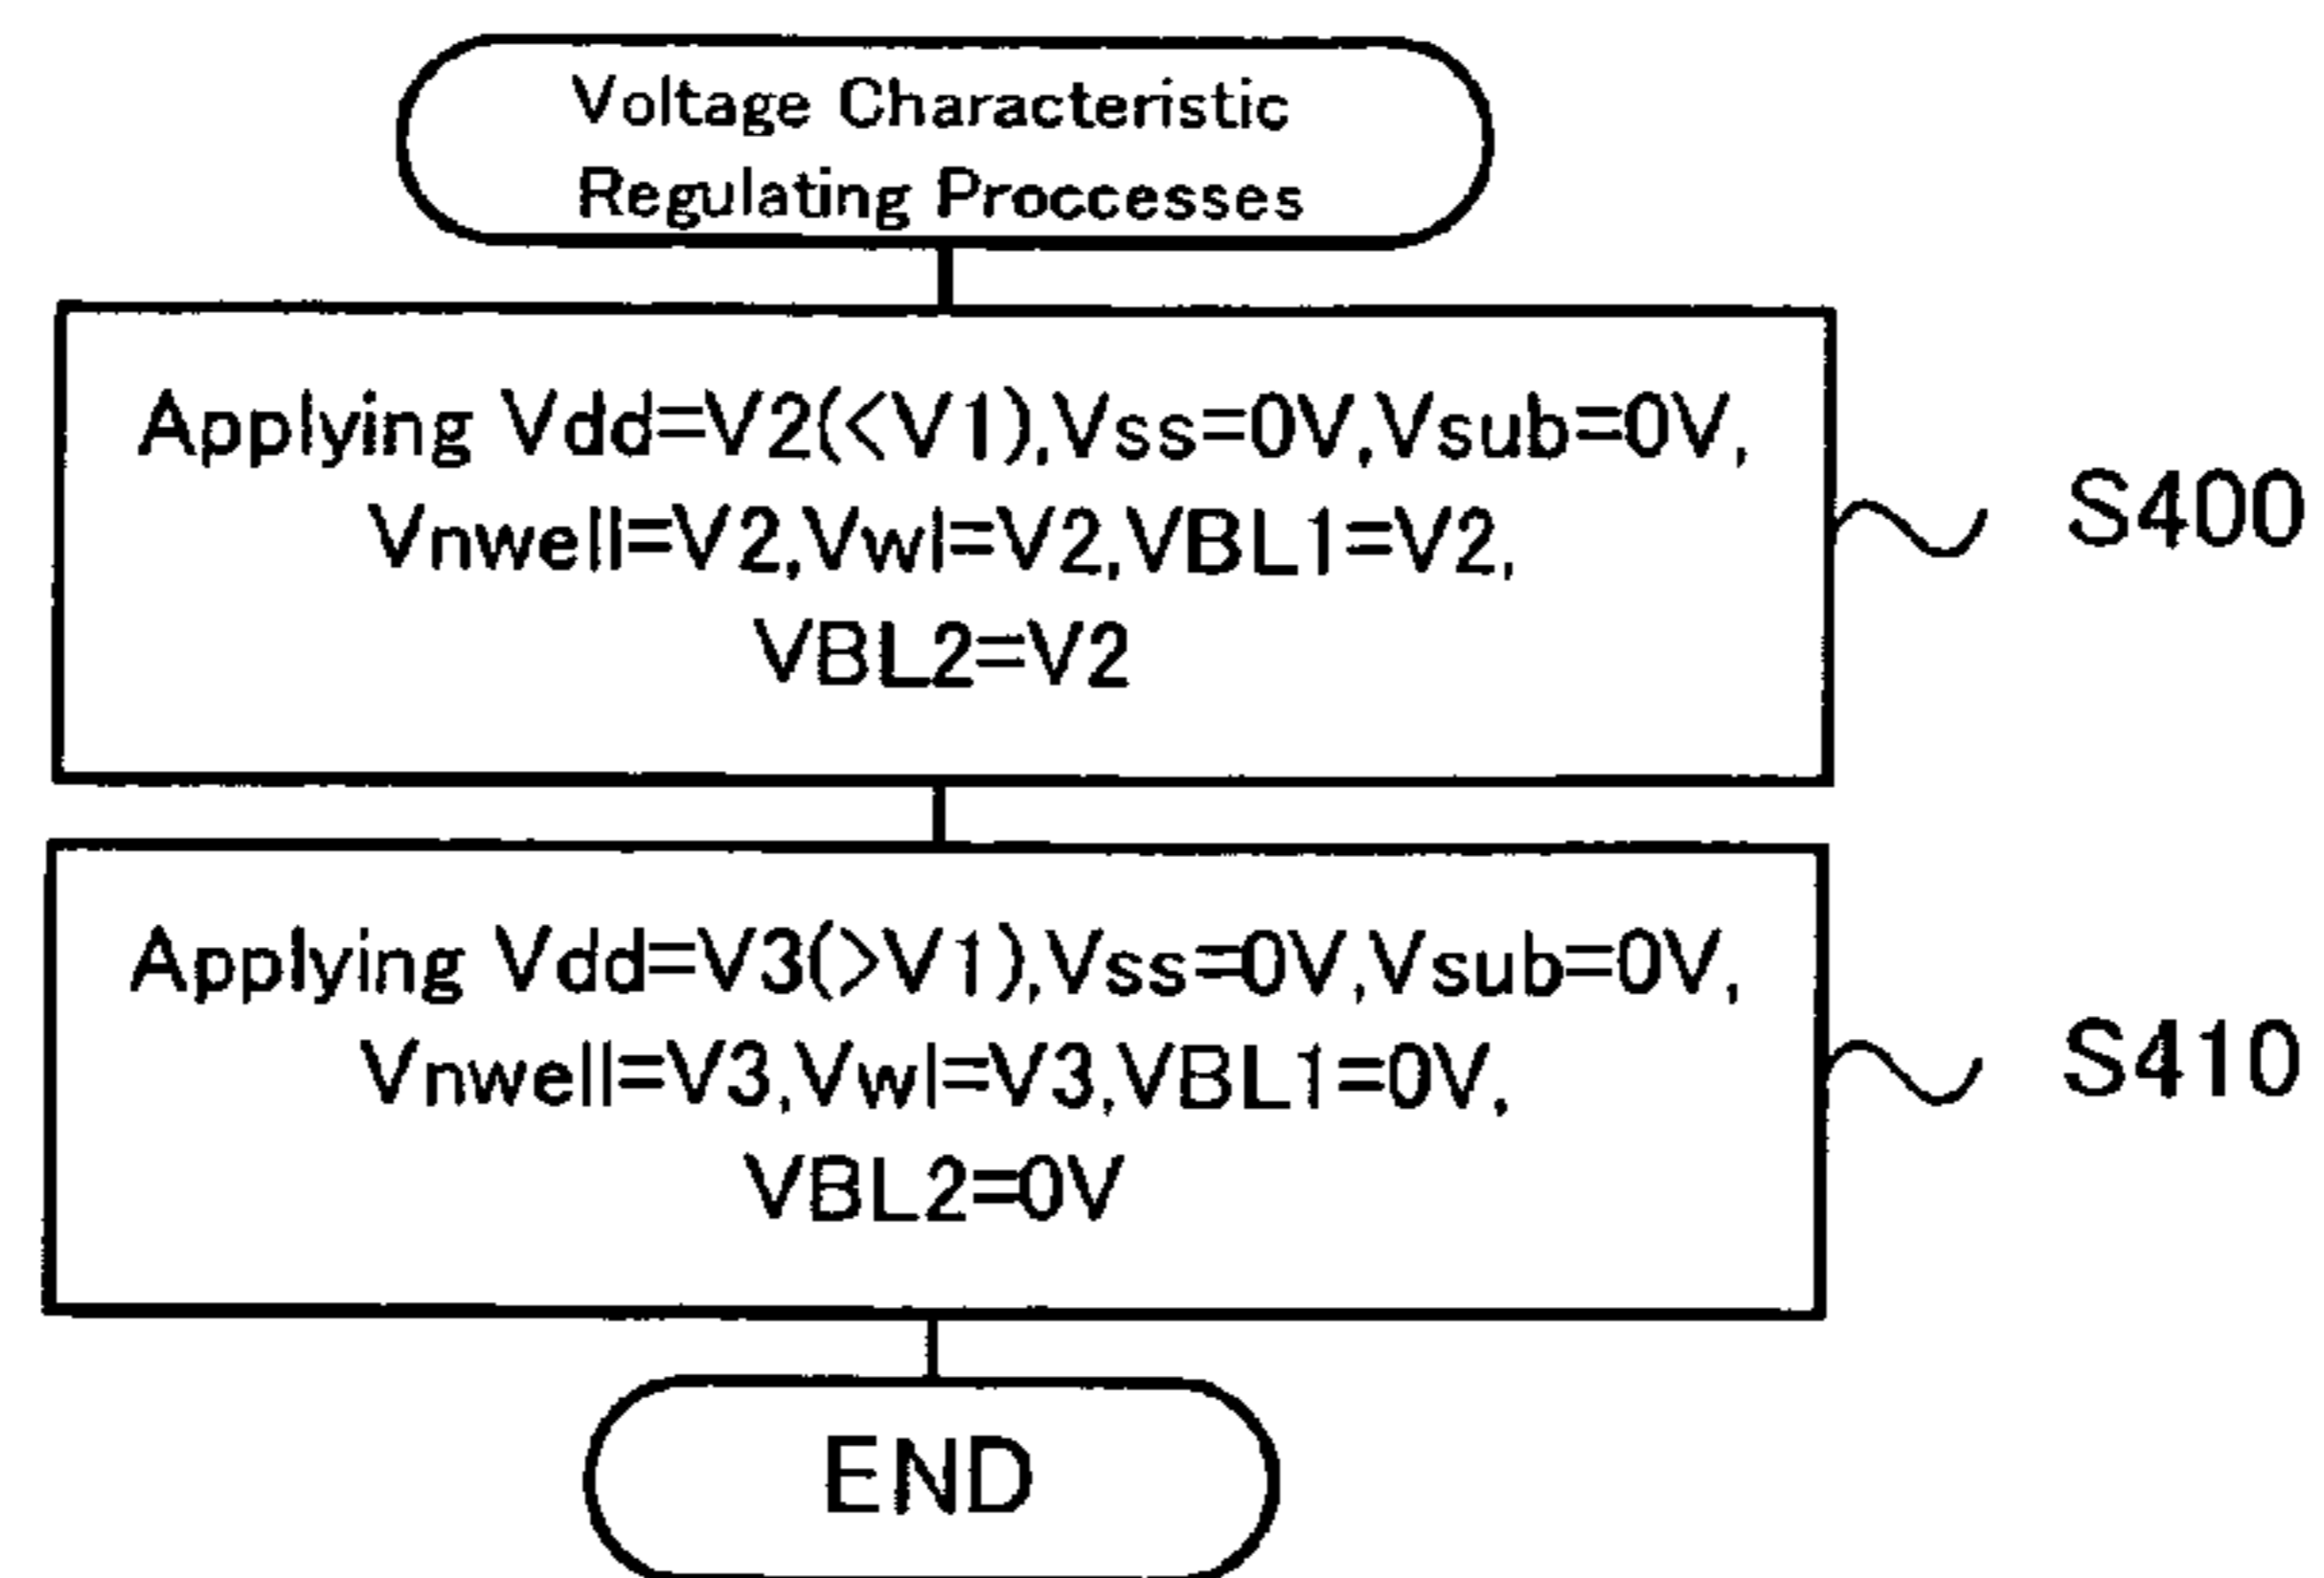 Voltage Characteristic
Regulating Proccesses
Applying Vdd=V2(<V1),Vss=0V,Vsub=0V,
Vnwell=V2,Vwl=V2,VBL1=V2,
VBL2=V2
S400
Applying Vdd=V3(>V1),Vss=0V,Vsub=0V,
Vnwell=V3,Vwl=V3,VBL1=0V,
VBL2=0V
S410
END